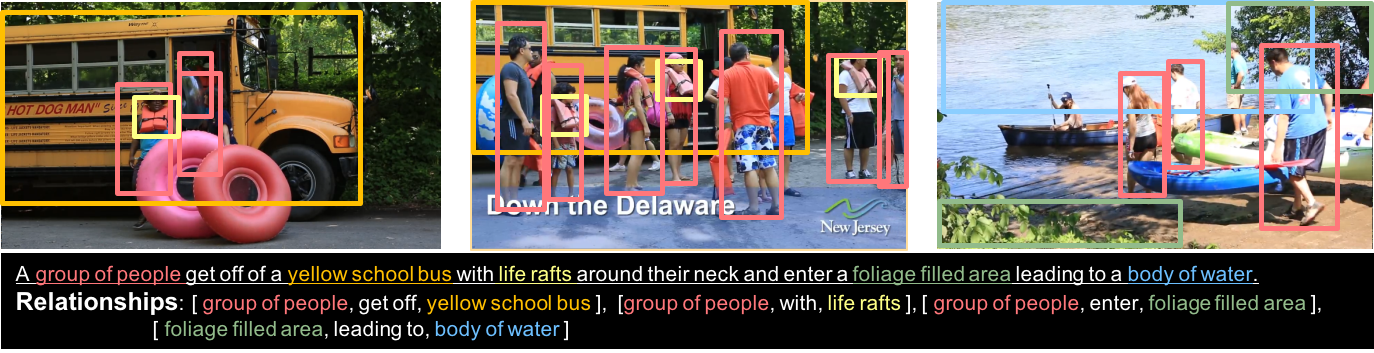 HOT DOG MAN"
Down the Delaware
New Jersey
A group of people get off of a yellow school bus with life rafts around their neck and enter a foliage filled area leading to a body of water.
Relationships: [ group of people, get off, yellow school bus ], [group of people, with, life rafts ], [ group of people, enter, foliage filled area ],
[ foliage filled area, leading to, body of water ]